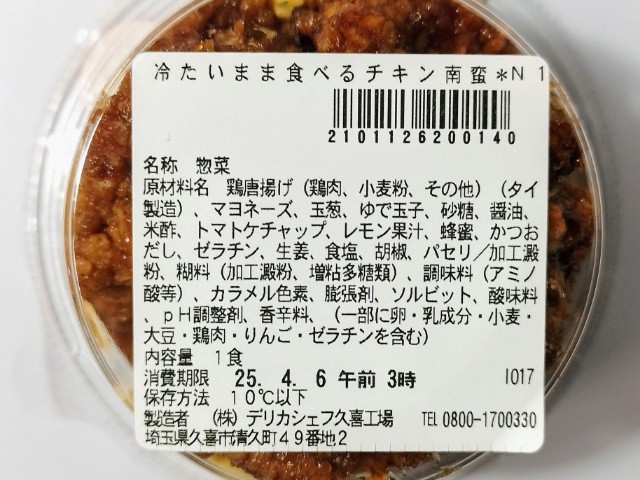 冷たいまま食べるチキン南蛮*N 1
2101126200140
名称 惣菜
原材料名 鶏唐揚げ(鶏肉、小麦粉、その他)(タイ
製造)、マヨネーズ、玉葱、ゆで玉子、砂糖、醤油、
米酢、トマトケチャップ、レモン果汁、蜂蜜、かつお
だし、ゼラチン、生姜、食塩、胡椒、パセリ/加工澱
粉、糊料(加工澱粉、増粘多糖類)、調味料(アミノ
酸等)、カラメル色素、膨張剤、ソルビット、酸味料
、pH調整剤、香辛料、(一部に卵・乳成分・小麦・
大豆・鶏肉・りんご・ゼラチンを含む)
内容量 1食
消費期限 25. 4. 6 午前 3時 I017
保存方法 10℃以下
製造者 (株)デリカシェフ久喜工場 TEL 0800-1700330
埼玉県久喜市清久町49番地2